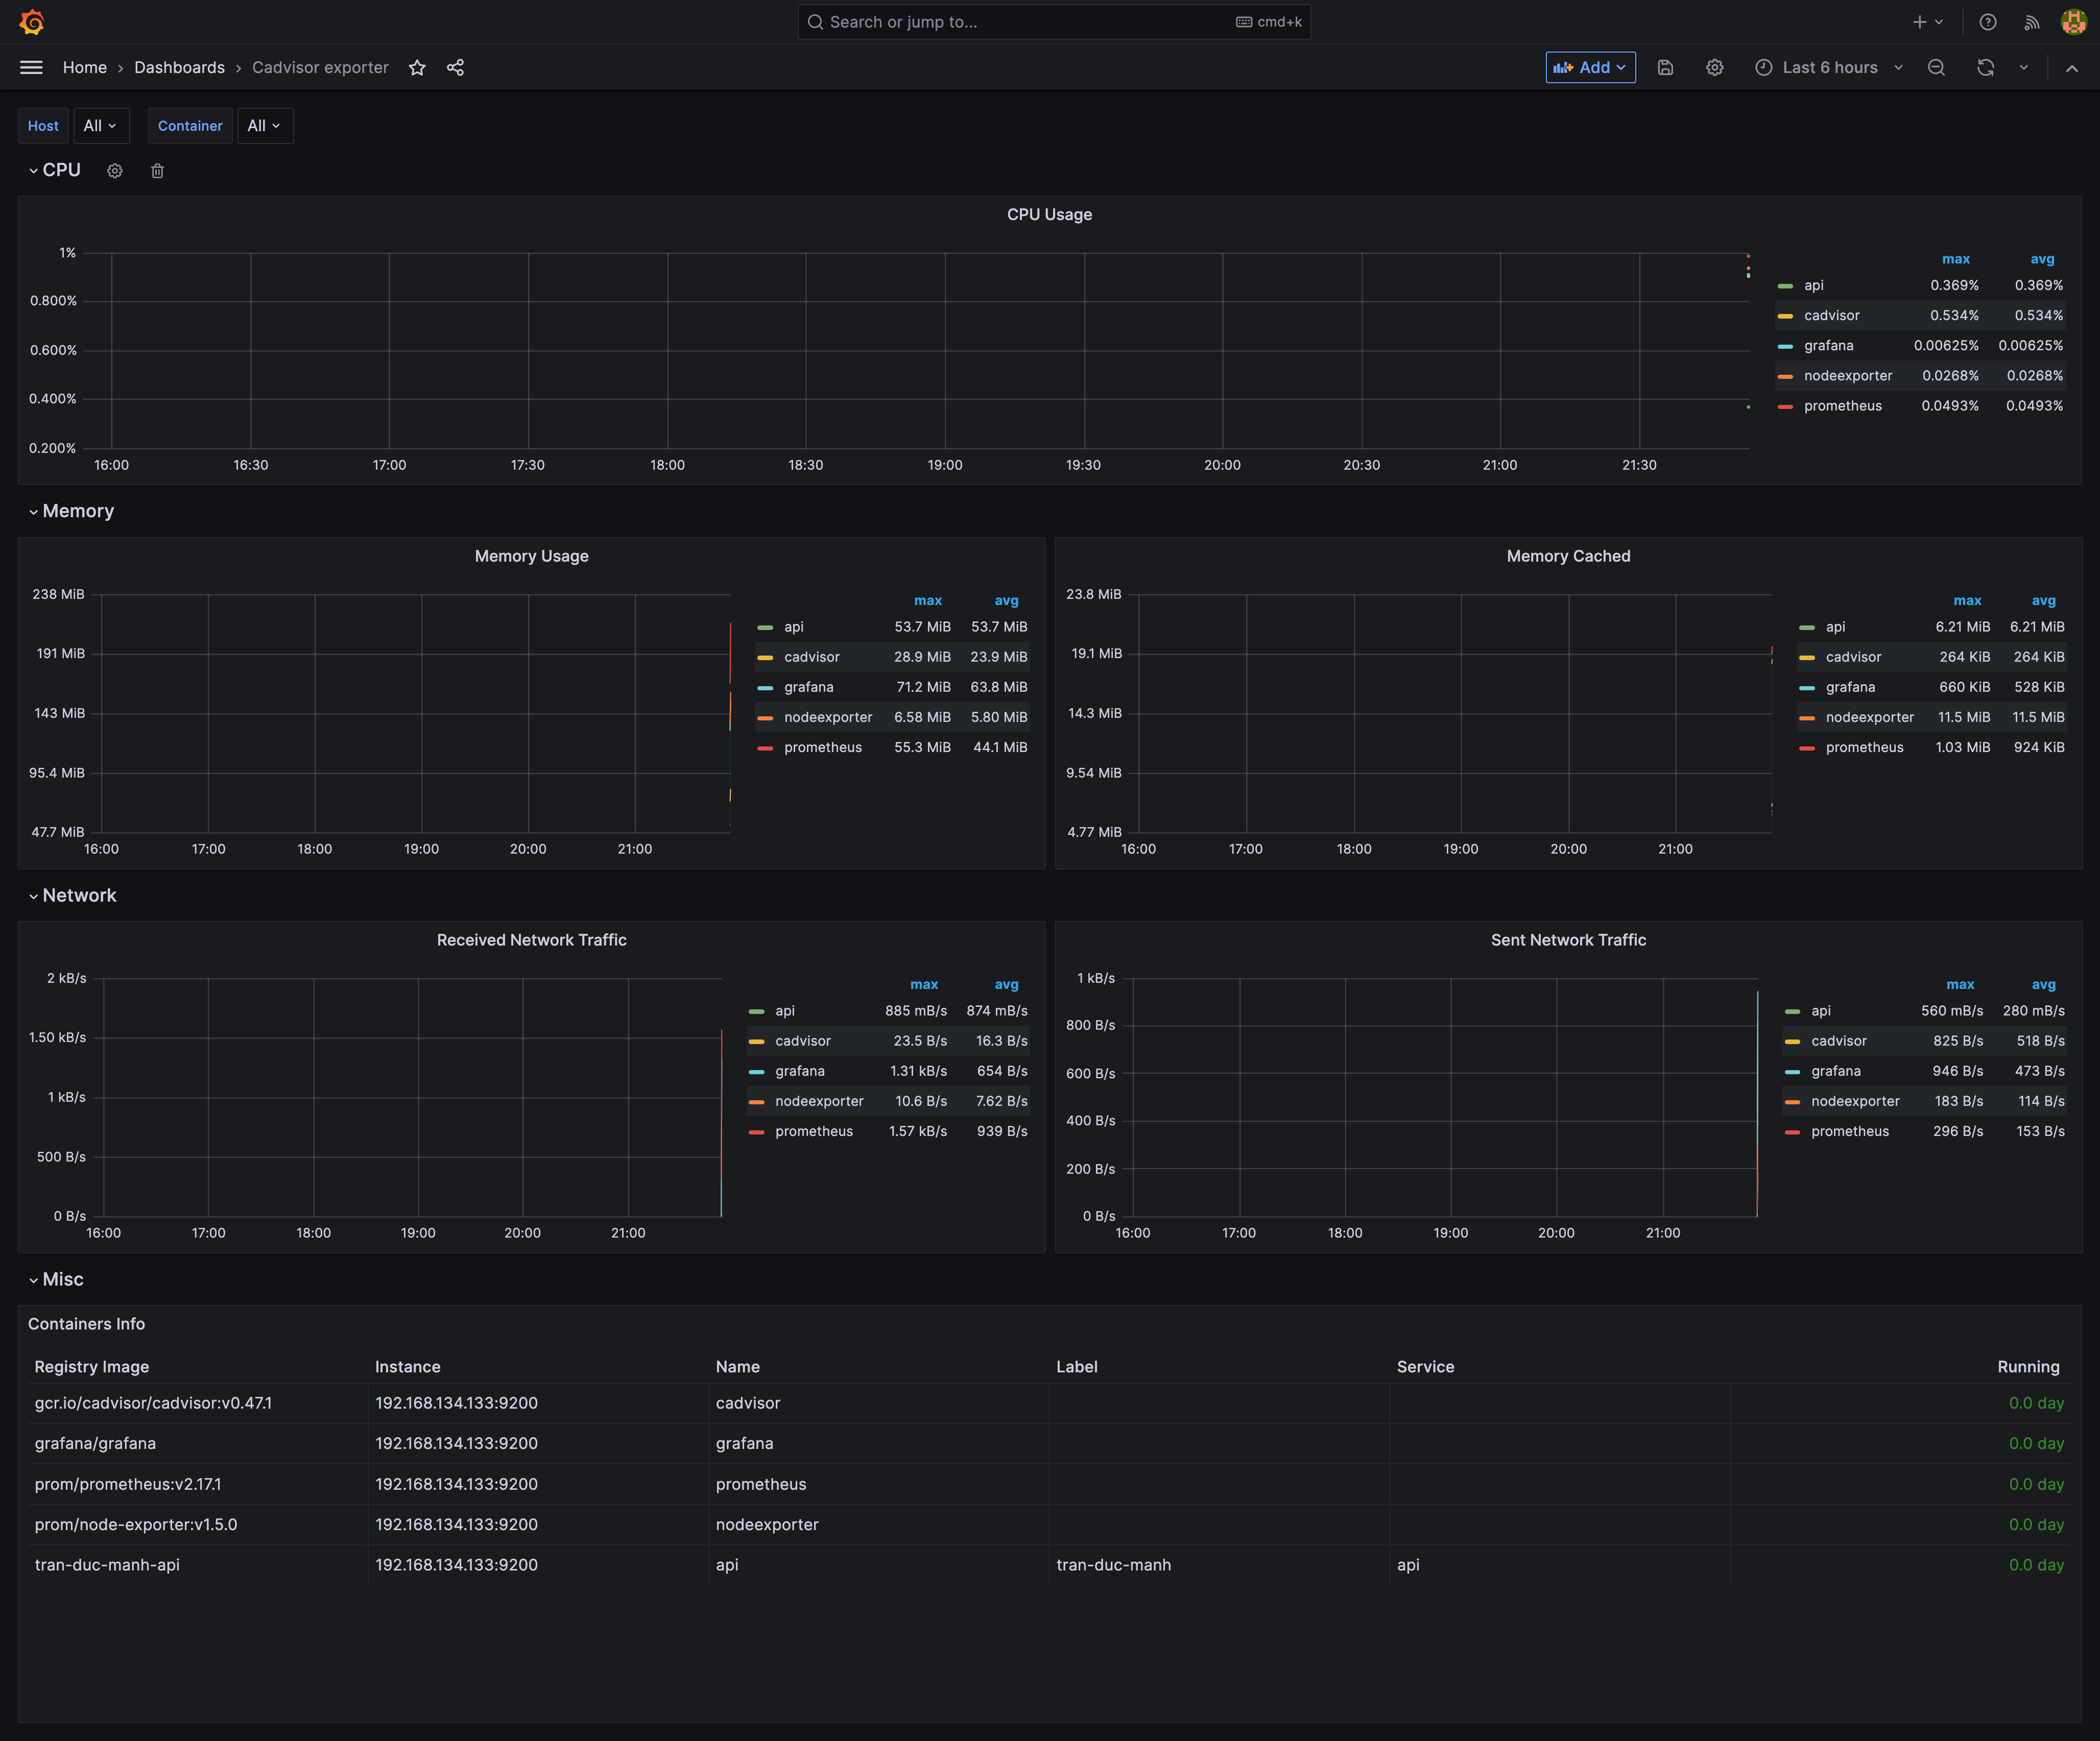 Search or jump to... cmd+k
Home › Dashboards › Cadvisor exporter Add Last 6 hours
Host All Container All
CPU
CPU Usage
1%
0.800%
0.600%
0.400%
0.200%
16:00 16:30 17:00 17:30 18:00 18:30 19:00 19:30 20:00 20:30 21:00 21:30
max avg
api 0.369% 0.369%
cadvisor 0.534% 0.534%
grafana 0.00625% 0.00625%
nodeexporter 0.0268% 0.0268%
prometheus 0.0493% 0.0493%
Memory
Memory Usage
238 MiB
191 MiB
143 MiB
95.4 MiB
47.7 MiB
16:00 17:00 18:00 19:00 20:00 21:00
max avg
api 53.7 MiB 53.7 MiB
cadvisor 28.9 MiB 23.9 MiB
grafana 71.2 MiB 63.8 MiB
nodeexporter 6.58 MiB 5.80 MiB
prometheus 55.3 MiB 44.1 MiB
Memory Cached
23.8 MiB
19.1 MiB
14.3 MiB
9.54 MiB
4.77 MiB
16:00 17:00 18:00 19:00 20:00 21:00
max avg
api 6.21 MiB 6.21 MiB
cadvisor 264 KiB 264 KiB
grafana 660 KiB 528 KiB
nodeexporter 11.5 MiB 11.5 MiB
prometheus 1.03 MiB 924 KiB
Network
Received Network Traffic
2 kB/s
1.50 kB/s
1 kB/s
500 B/s
0 B/s
16:00 17:00 18:00 19:00 20:00 21:00
max avg
api 885 mB/s 874 mB/s
cadvisor 23.5 B/s 16.3 B/s
grafana 1.31 kB/s 654 B/s
nodeexporter 10.6 B/s 7.62 B/s
prometheus 1.57 kB/s 939 B/s
Sent Network Traffic
1 kB/s
800 B/s
600 B/s
400 B/s
200 B/s
0 B/s
16:00 17:00 18:00 19:00 20:00 21:00
max avg
api 560 mB/s 280 mB/s
cadvisor 825 B/s 518 B/s
grafana 946 B/s 473 B/s
nodeexporter 183 B/s 114 B/s
prometheus 296 B/s 153 B/s
Misc
Containers Info
Registry Image Instance Name Label Service Running
gcr.io/cadvisor/cadvisor:v0.47.1 192.168.134.133:9200 cadvisor 0.0 day
grafana/grafana 192.168.134.133:9200 grafana 0.0 day
prom/prometheus:v2.17.1 192.168.134.133:9200 prometheus 0.0 day
prom/node-exporter:v1.5.0 192.168.134.133:9200 nodeexporter 0.0 day
tran-duc-manh-api 192.168.134.133:9200 api tran-duc-manh api 0.0 day